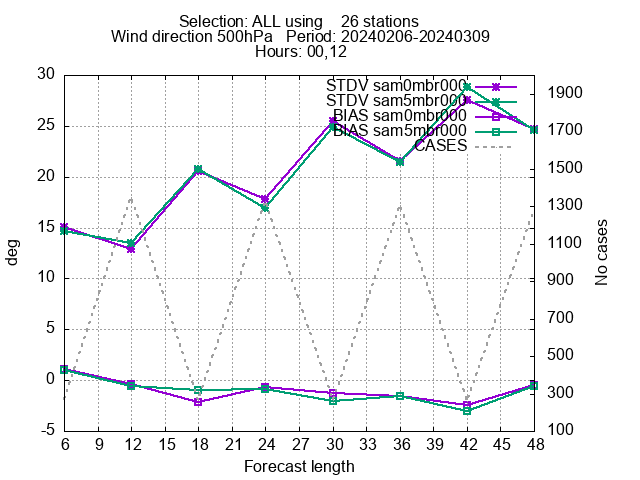 Selection: ALL using    26 stations
Wind direction 500hPa   Period: 20240206-20240309
Hours: 00,12
30
25
20
15
10
5
0
-5
deg
STDV sam0mbr000
STDV sam5mbr000
BIAS sam0mbr000
BIAS sam5mbr000
CASES
1900
1700
1500
1300
1100
900
700
500
300
100
No cases
6 9 12 15 18 21 24 27 30 33 36 39 42 45 48
Forecast length